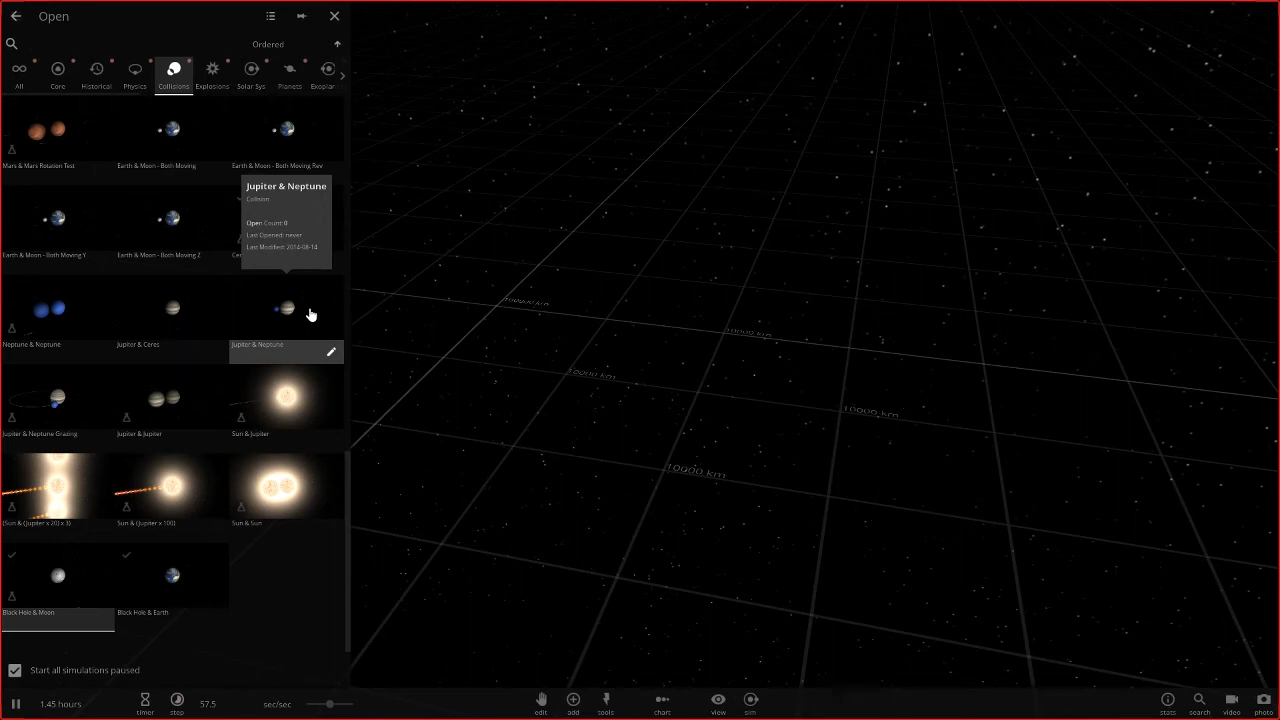 Open
Ordered
All
Core
Historical
Physics
Collisions
Explosions
Solar Sys
Planets
Exoplan
Mars & Mars Rotation Test
Earth & Moon - Both Moving
Earth & Moon - Both Moving Rev
Jupiter & Neptune
Collision
Open Count: 0
Last Opened: never
Last Modified: 2014-08-14
Earth & Moon - Both Moving Y
Earth & Moon - Both Moving Z
Neptune & Neptune
Jupiter & Ceres
Jupiter & Neptune
Jupiter & Neptune Grazing
Jupiter & Jupiter
Sun & Jupiter
(Sun & (Jupiter x 20) x 3)
Sun & (Jupiter x 100)
Sun & Sun
Black Hole & Moon
Black Hole & Earth
Start all simulations paused
10000 km
10000 km
10000 km
10000 km
10000 km
1.45 hours
timer
step
57.5
sec/sec
edit
add
tools
chart
view
sim
stats
search
video
photo